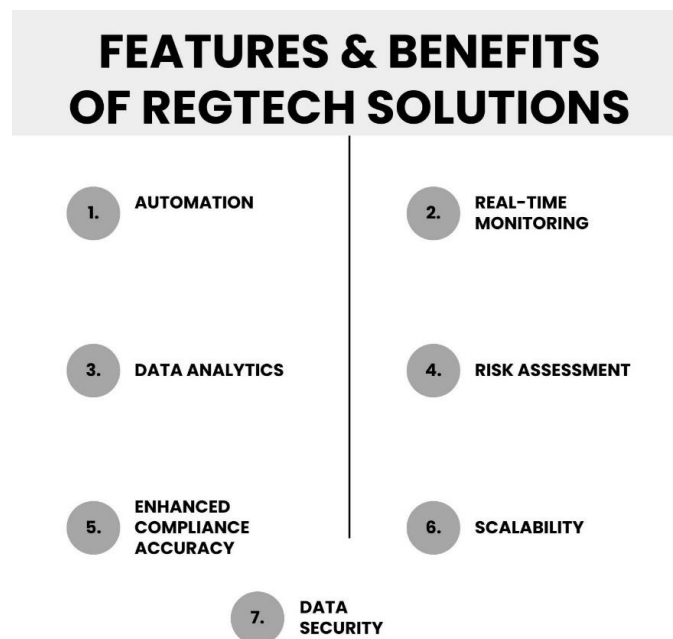 FEATURES & BENEFITS
OF REGTECH SOLUTIONS
1.
AUTOMATION
2.
REAL-TIME
MONITORING
3.
DATA ANALYTICS
4.
RISK ASSESSMENT
5.
ENHANCED
COMPLIANCE
ACCURACY
6.
SCALABILITY
7.
DATA
SECURITY